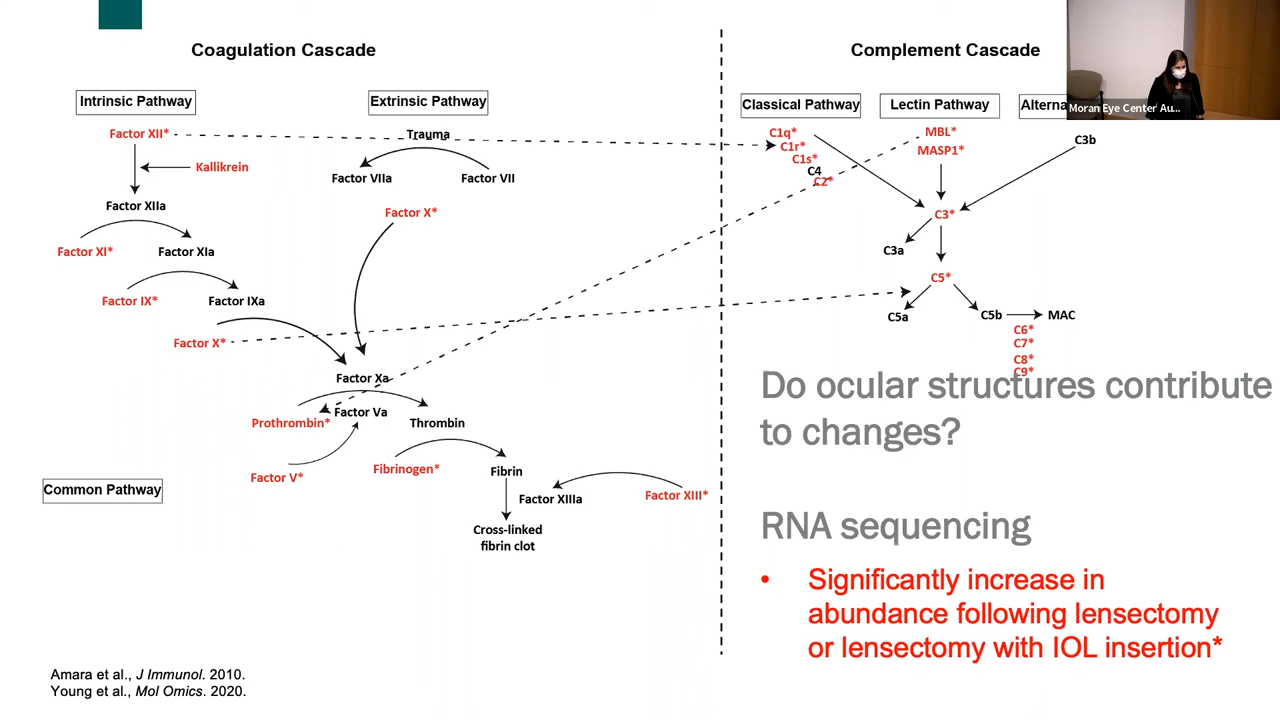 Coagulation Cascade
Intrinsic Pathway
Extrinsic Pathway
Factor XII*
Trauma
Kallikrein
Factor VIIa
Factor VII
Factor XIIa
Factor X*
Factor XI*
Factor XIa
Factor IX*
Factor IXa
Factor X*
Factor Xa
Prothrombin*
Factor Va
Thrombin
Factor V*
Fibrinogen*
Fibrin
Common Pathway
Factor XIIIa
Factor XIII*
Cross-linked
fibrin clot
Amara et al., J Immunol. 2010.
Young et al., Mol Omics. 2020.
Complement Cascade
Classical Pathway
Lectin Pathway
Alterna
Moran Eye Center Au...
C1q*
C1r*
C1s*
C4
C2*
MBL*
MASP1*
C3b
C3*
C3a
C5*
C5a
C5b
MAC
C6*
C7*
C8*
C9*
Do ocular structures contribute
to changes?
RNA sequencing
• Significantly increase in
abundance following lensectomy
or lensectomy with IOL insertion*